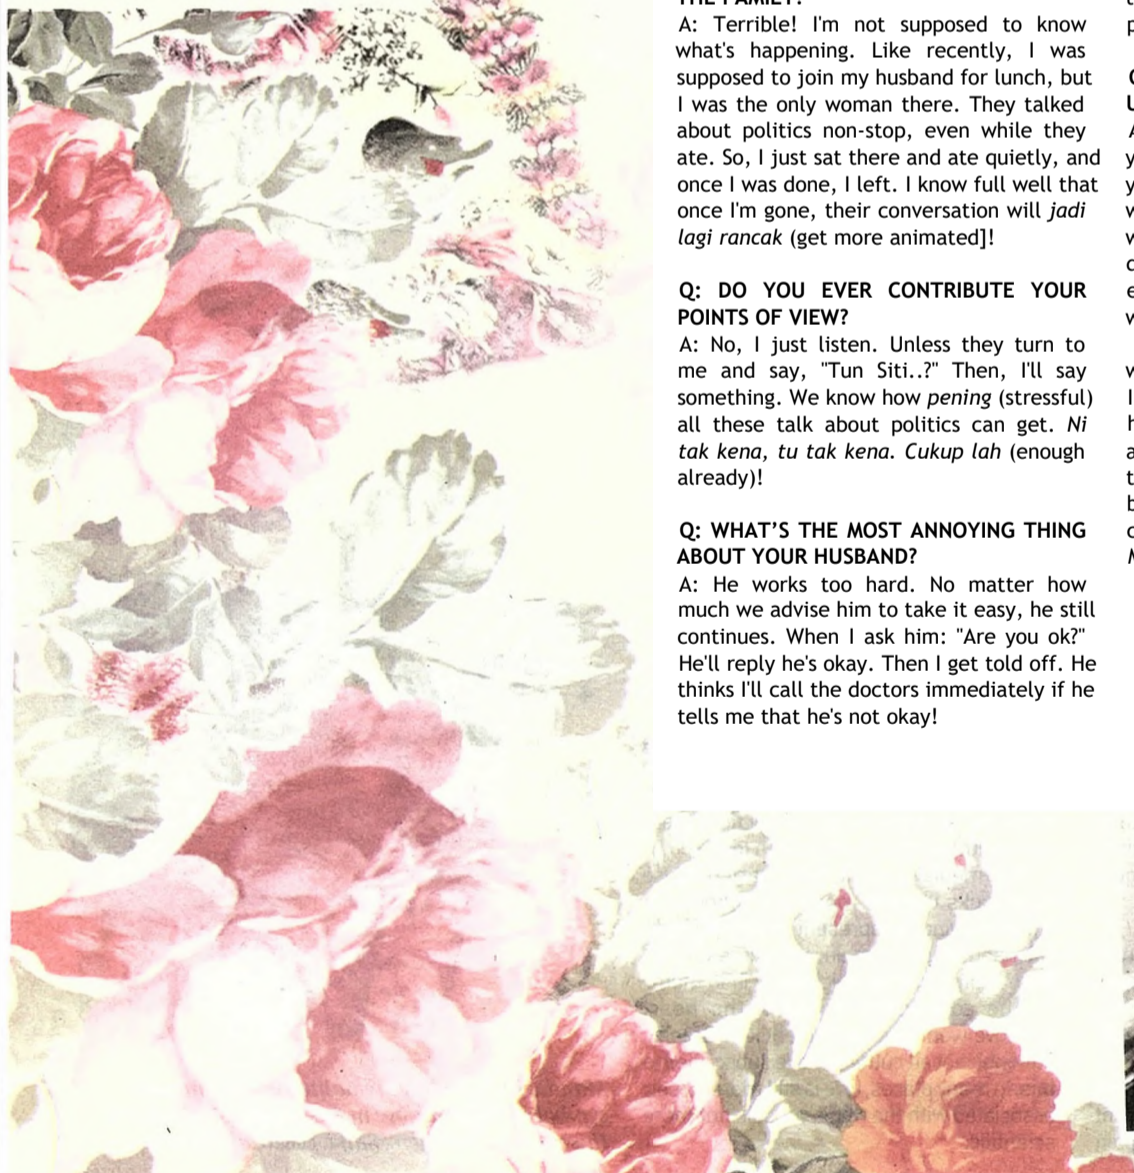 THE FAMILY?
A: Terrible! I'm not supposed to know
what's happening. Like recently, I was
supposed to join my husband for lunch, but
I was the only woman there. They talked
about politics non-stop, even while they
ate. So, I just sat there and ate quietly, and
once I was done, I left. I know full well that
once I'm gone, their conversation will jadi
lagi rancak (get more animated]!
Q: DO YOU EVER CONTRIBUTE YOUR
POINTS OF VIEW?
A: No, I just listen. Unless they turn to
me and say, "Tun Siti..?" Then, I'll say
something. We know how pening (stressful)
all these talk about politics can get. Ni
tak kena, tu tak kena. Cukup lah (enough
already)!
Q: WHAT’S THE MOST ANNOYING THING
ABOUT YOUR HUSBAND?
A: He works too hard. No matter how
much we advise him to take it easy, he still
continues. When I ask him: "Are you ok?"
He'll reply he's okay. Then I get told off. He
thinks I'll call the doctors immediately if he
tells me that he's not okay!